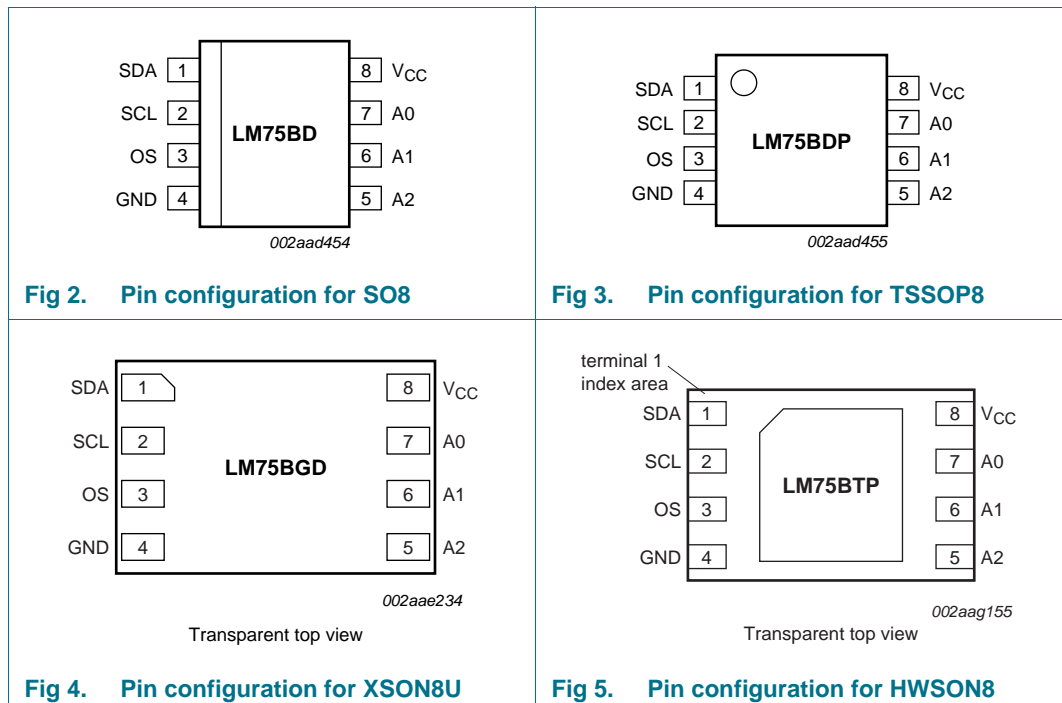 SDA 1 8 VCC
SCL 2 7 A0
LM75BD
OS 3 6 A1
GND 4 5 A2
002aad454
Fig 2. Pin configuration for SO8
SDA 1 8 VCC
SCL 2 7 A0
LM75BDP
OS 3 6 A1
GND 4 5 A2
002aad455
Fig 3. Pin configuration for TSSOP8
SDA 1 8 VCC
SCL 2 7 A0
LM75BGD
OS 3 6 A1
GND 4 5 A2
002aae234
Transparent top view
Fig 4. Pin configuration for XSON8U
terminal 1
index area
SDA 1 8 VCC
SCL 2 7 A0
LM75BTP
OS 3 6 A1
GND 4 5 A2
002aag155
Transparent top view
Fig 5. Pin configuration for HWSON8